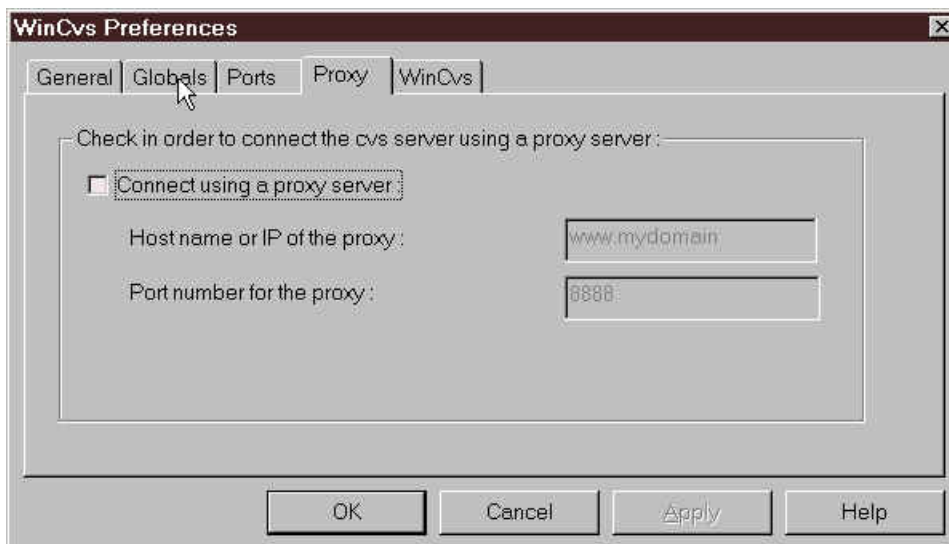 WinCvs Preferences
General Globals Ports Proxy WinCvs
Check in order to connect the cvs server using a proxy server :
Connect using a proxy server :
Host name or IP of the proxy : www.mydomain
Port number for the proxy : 8888
OK Cancel Apply Help